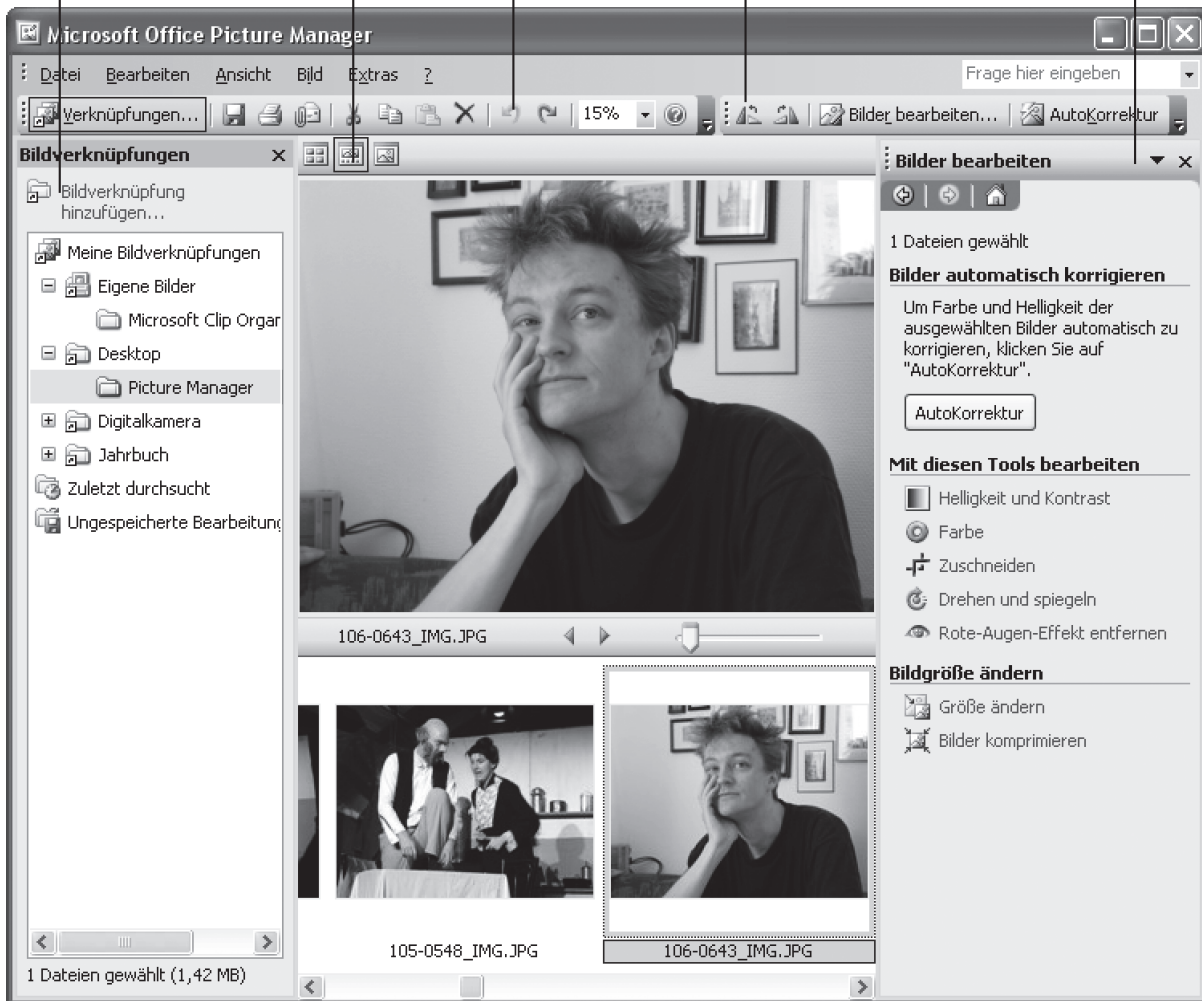 Microsoft Office Picture Manager
Datei Bearbeiten Ansicht Bild Extras ?
Frage hier eingeben
Verknüpfungen...
15%
Bilder bearbeiten...
AutoKorrektur
Bildverknüpfungen
Bildverknüpfung
hinzufügen...
Meine Bildverknüpfungen
Eigene Bilder
Microsoft Clip Organ
Desktop
Picture Manager
Digitalkamera
Jahrbuch
Zuletzt durchsucht
Ungespeicherte Bearbeitung
1 Dateien gewählt (1,42 MB)
106-0643_IMG.JPG
105-0548_IMG.JPG
106-0643_IMG.JPG
Bilder bearbeiten
1 Dateien gewählt
Bilder automatisch korrigieren
Um Farbe und Helligkeit der
ausgewählten Bilder automatisch zu
korrigieren, klicken Sie auf
"AutoKorrektur".
AutoKorrektur
Mit diesen Tools bearbeiten
Helligkeit und Kontrast
Farbe
Zuschneiden
Drehen und spiegeln
Rote-Augen-Effekt entfernen
Bildgröße ändern
Größe ändern
Bilder komprimieren